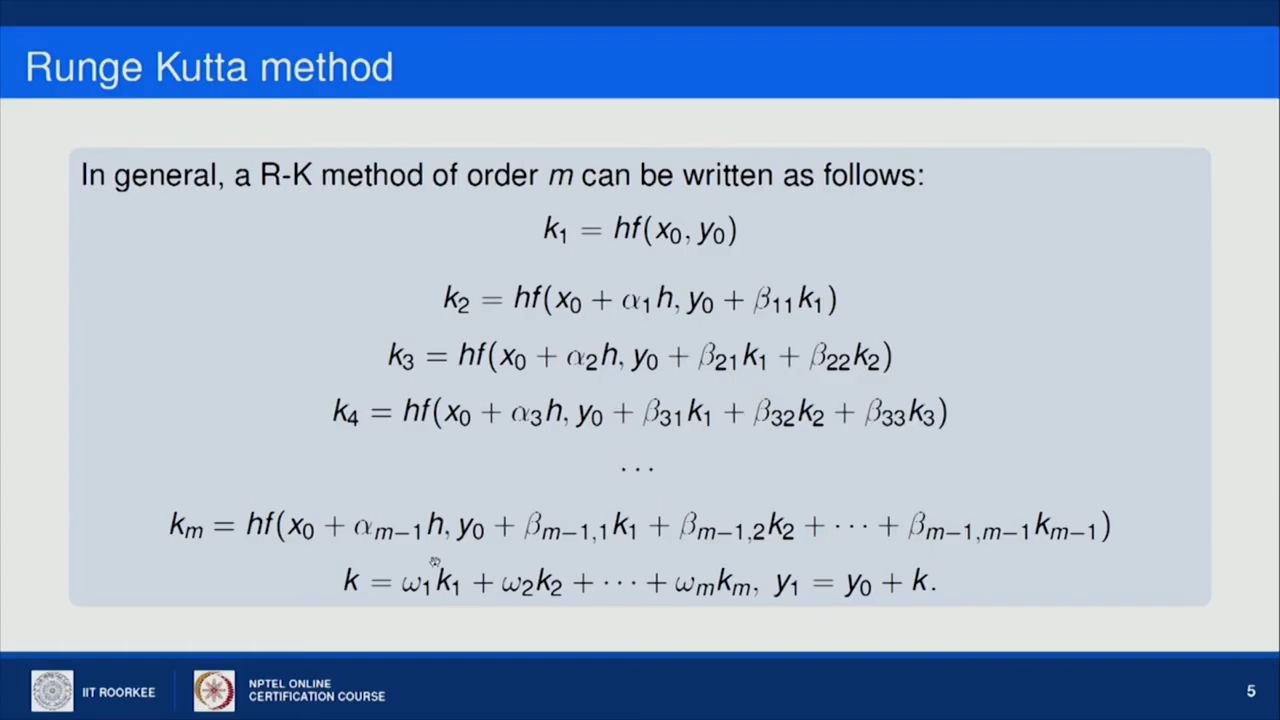 Runge Kutta method
In general, a R-K method of order m can be written as follows:
k₁ = hf(x₀, y₀)
k₂ = hf(x₀ + α₁h, y₀ + β₁₁k₁)
k₃ = hf(x₀ + α₂h, y₀ + β₂₁k₁ + β₂₂k₂)
k₄ = hf(x₀ + α₃h, y₀ + β₃₁k₁ + β₃₂k₂ + β₃₃k₃)
···
kₘ = hf(x₀ + αₘ₋₁h, y₀ + βₘ₋₁,₁k₁ + βₘ₋₁,₂k₂ + ··· + βₘ₋₁,ₘ₋₁kₘ₋₁)
k = ω₁k₁ + ω₂k₂ + ··· + ωₘkₘ, y₁ = y₀ + k.
IIT ROORKEE
NPTEL ONLINE
CERTIFICATION COURSE
5